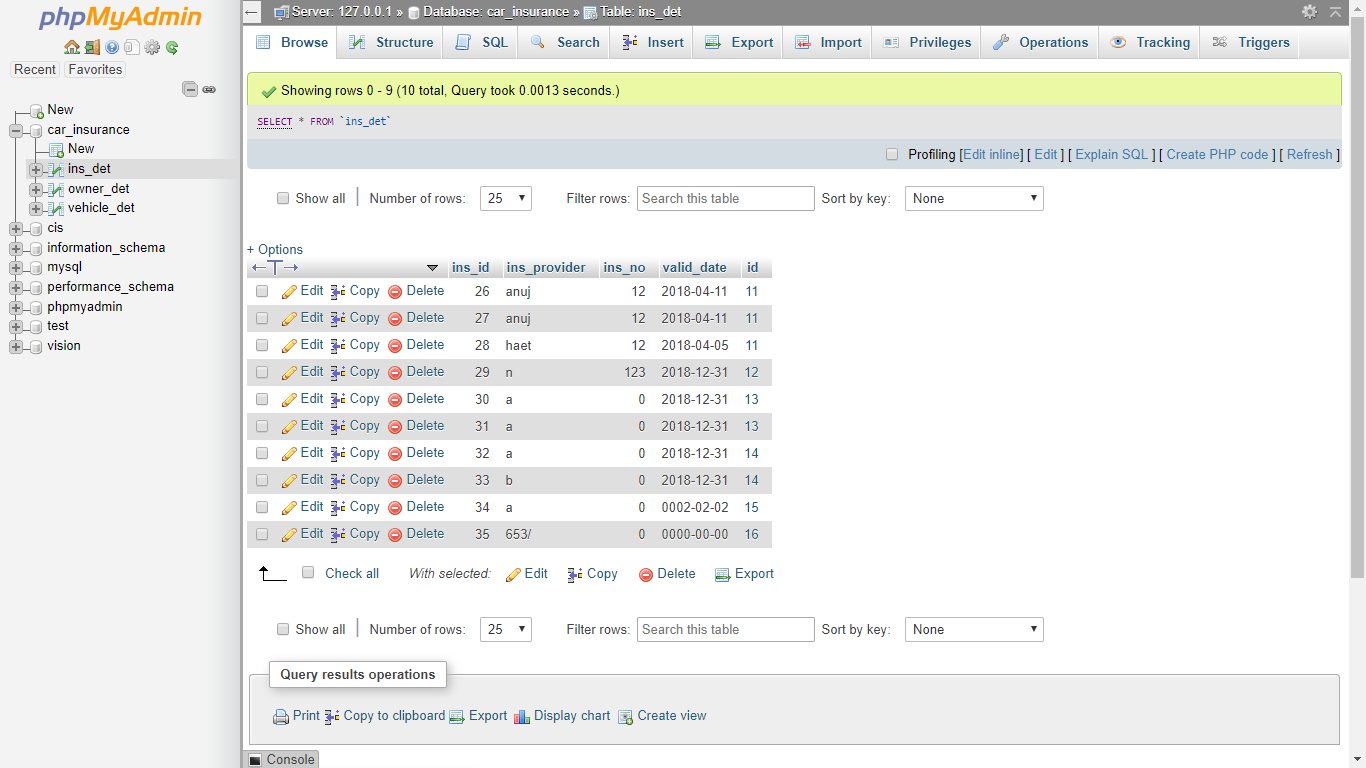 phpMyAdmin
Recent Favorites
New
car_insurance
New
ins_det
owner_det
vehicle_det
cis
information_schema
mysql
performance_schema
phpmyadmin
test
vision
Server: 127.0.0.1 » Database: car_insurance » Table: ins_det
Browse Structure SQL Search Insert Export Import Privileges Operations Tracking Triggers
Showing rows 0 - 9 (10 total, Query took 0.0013 seconds.)
SELECT * FROM `ins_det`
Profiling [Edit inline] [ Edit ] [ Explain SQL ] [ Create PHP code ] [ Refresh ]
Show all | Number of rows: 25 Filter rows: Search this table Sort by key: None
+ Options
ins_id ins_provider ins_no valid_date id
Edit Copy Delete 26 anuj 12 2018-04-11 11
Edit Copy Delete 27 anuj 12 2018-04-11 11
Edit Copy Delete 28 haet 12 2018-04-05 11
Edit Copy Delete 29 n 123 2018-12-31 12
Edit Copy Delete 30 a 0 2018-12-31 13
Edit Copy Delete 31 a 0 2018-12-31 13
Edit Copy Delete 32 a 0 2018-12-31 14
Edit Copy Delete 33 b 0 2018-12-31 14
Edit Copy Delete 34 a 0 0002-02-02 15
Edit Copy Delete 35 653/ 0 0000-00-00 16
Check all With selected: Edit Copy Delete Export
Show all | Number of rows: 25 Filter rows: Search this table Sort by key: None
Query results operations
Print Copy to clipboard Export Display chart Create view
Console